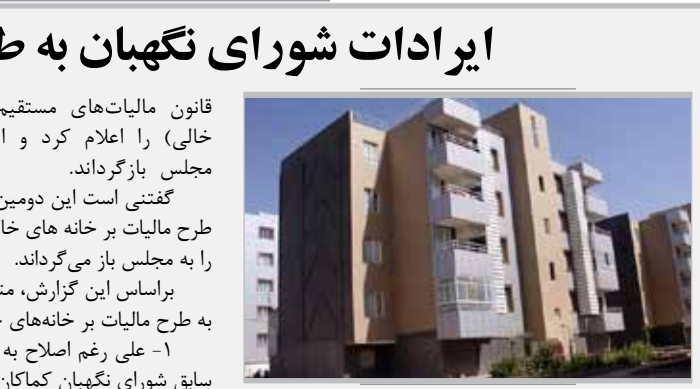 ایرادات شورای نگهبان به
قانون مالیات‌های مستقیم
خالی) را اعلام کرد و
مجلس بازگرداند.
گفتنی است این دومین
طرح مالیات بر خانه های
را به مجلس باز می‌گرداند.
براساس این گزارش،
به طرح مالیات بر خانه‌های
۱- علی رغم اصلاح به
سابق شورای نگهبان کماکان